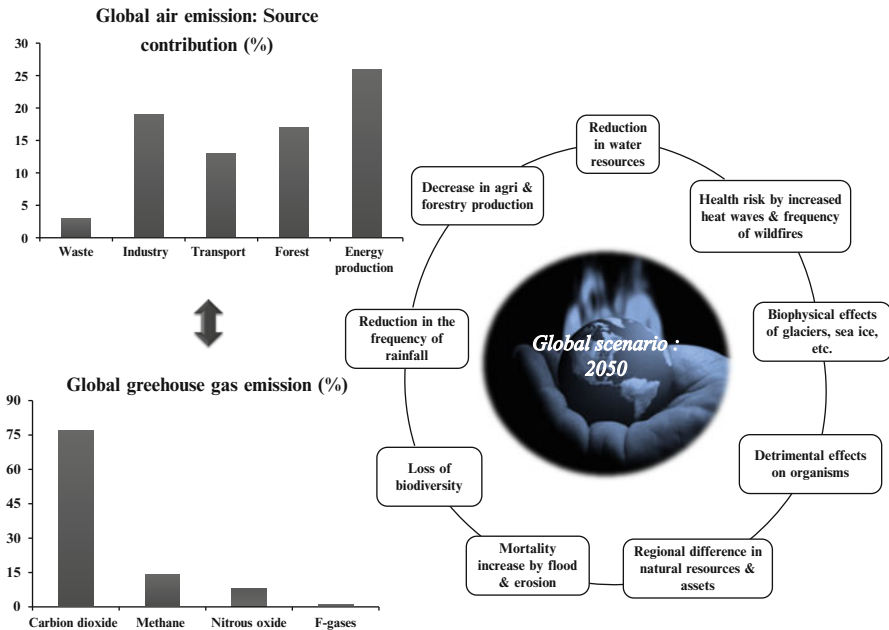 Global air emission: Source
contribution (%)
30
25
20
15
10
5
0
Waste
Industry
Transport
Forest
Energy
production
Global greehouse gas emission (%)
90
75
60
45
30
15
0
Carbion dioxide
Methane
Nitrous oxide
F-gases
Reduction
in water
resources
Health risk by increased
heat waves & frequency
of wildfires
Biophysical effects
of glaciers, sea ice,
etc.
Detrimental effects
on organisms
Regional difference in
natural resources &
assets
Mortality
increase by flood
& erosion
Loss of
biodiversity
Reduction in the
frequency of
rainfall
Decrease in agri &
forestry production
Global scenario :
2050